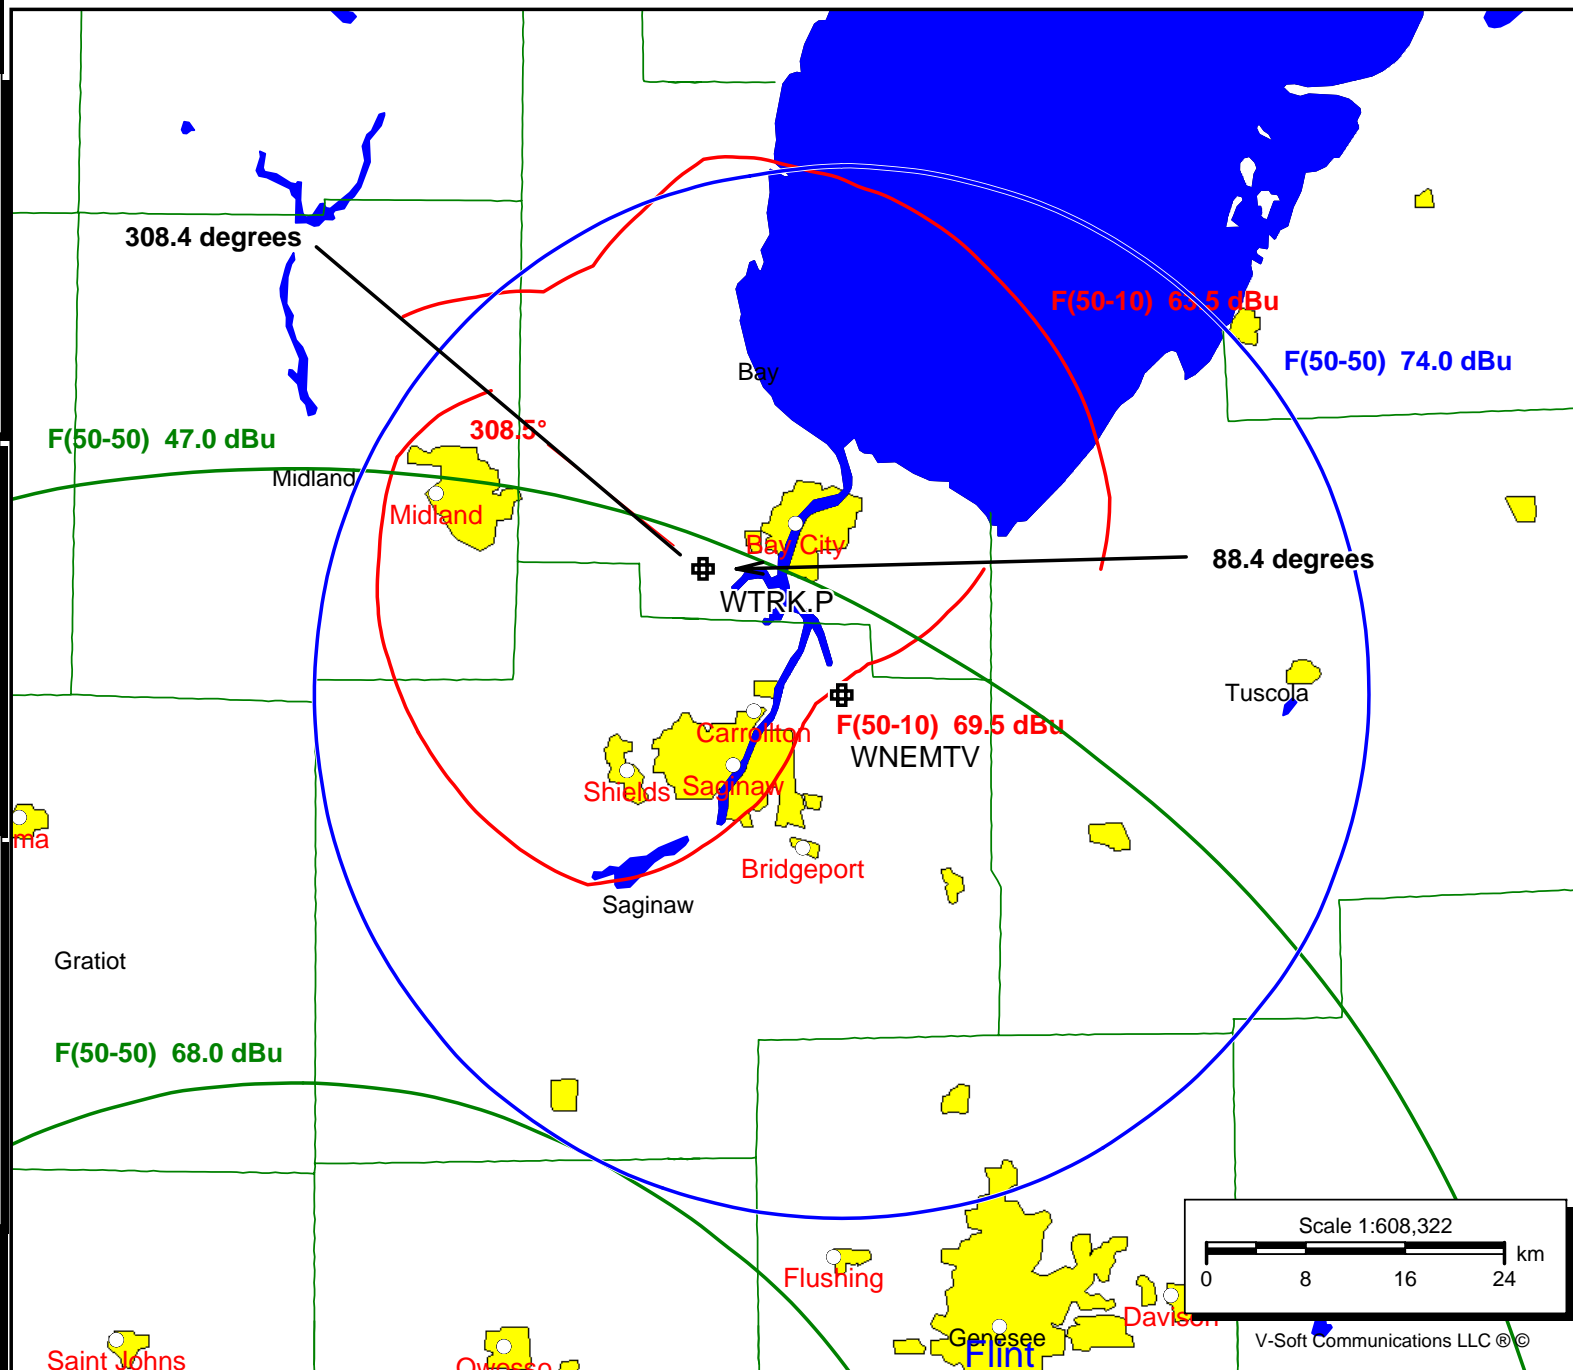 308.4 degrees
F(50-10)  63.5 dBu
F(50-50)  74.0 dBu
Bay
308.5°
F(50-50)  47.0 dBu
Midland
Midland
Bay City
88.4 degrees
WTRK.P
Tuscola
Carrollton
F(50-10)  69.5 dBu
WNEMTV
Shields
Saginaw
ma
Bridgeport
Saginaw
Gratiot
F(50-50)  68.0 dBu
Scale 1:608,322
km
0 8 16 24
Flushing
Davison
Genesee
Flint
V-Soft Communications LLC ® ©
Saint Johns
Owosso